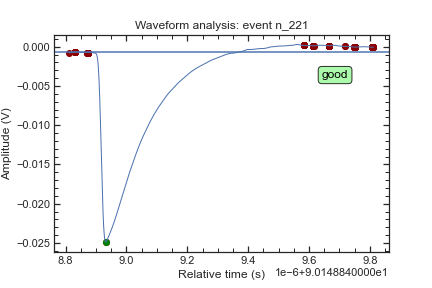 Waveform analysis: event n_221
0.000
−0.005
−0.010
−0.015
−0.020
−0.025
Amplitude (V)
good
8.8 9.0 9.2 9.4 9.6 9.8
Relative time (s)
1e−6+9.0148840000e1